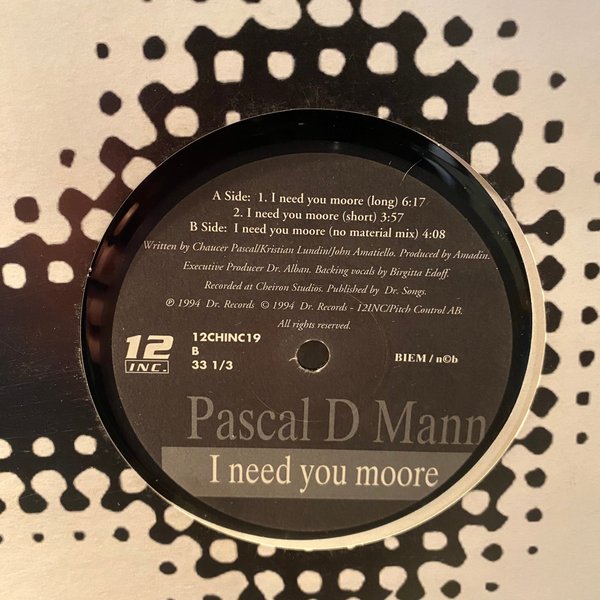 A Side: 1. I need you moore (long) 6:17
2. I need you moore (short) 3:57
B Side: I need you moore (no material mix) 4:08
Written by Chaucer Pascal/Kristian Lundin/John Amatiello. Produced by Amadin.
Executive Producer Dr. Alban. Backing vocals by Birgitta Edoff.
Recorded at Cheiron Studios. Published by Dr. Songs.
℗ 1994 Dr. Records © 1994 Dr. Records - 12INC/Pitch Control AB.
All rights reserved.
12
INC.
12CHINC19
B
33 1/3
BIEM / n©b
Pascal D Mann
I need you moore